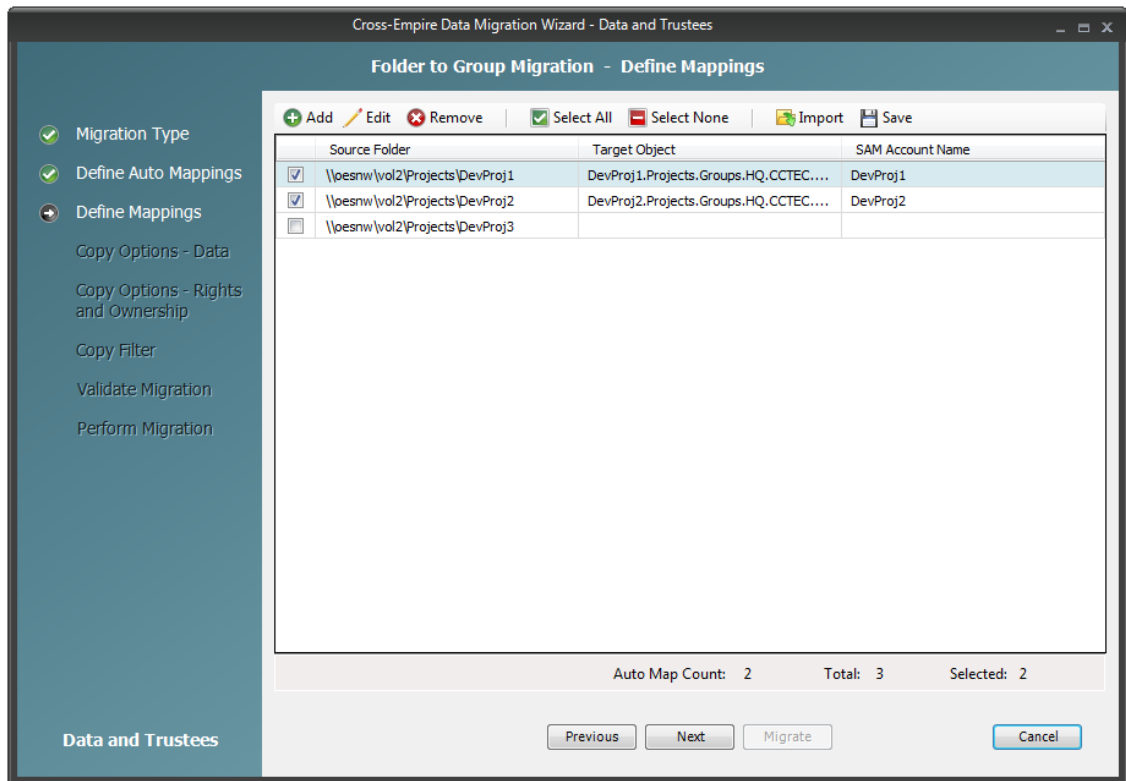 Cross-Empire Data Migration Wizard - Data and Trustees
Folder to Group Migration - Define Mappings
Migration Type
Define Auto Mappings
Define Mappings
Copy Options - Data
Copy Options - Rights
and Ownership
Copy Filter
Validate Migration
Perform Migration
Data and Trustees
Add Edit Remove Select All Select None Import Save
Source Folder Target Object SAM Account Name
\\oesnw\vol2\Projects\DevProj1 DevProj1.Projects.Groups.HQ.CCTEC.... DevProj1
\\oesnw\vol2\Projects\DevProj2 DevProj2.Projects.Groups.HQ.CCTEC.... DevProj2
\\oesnw\vol2\Projects\DevProj3
Auto Map Count: 2 Total: 3 Selected: 2
Previous Next Migrate Cancel